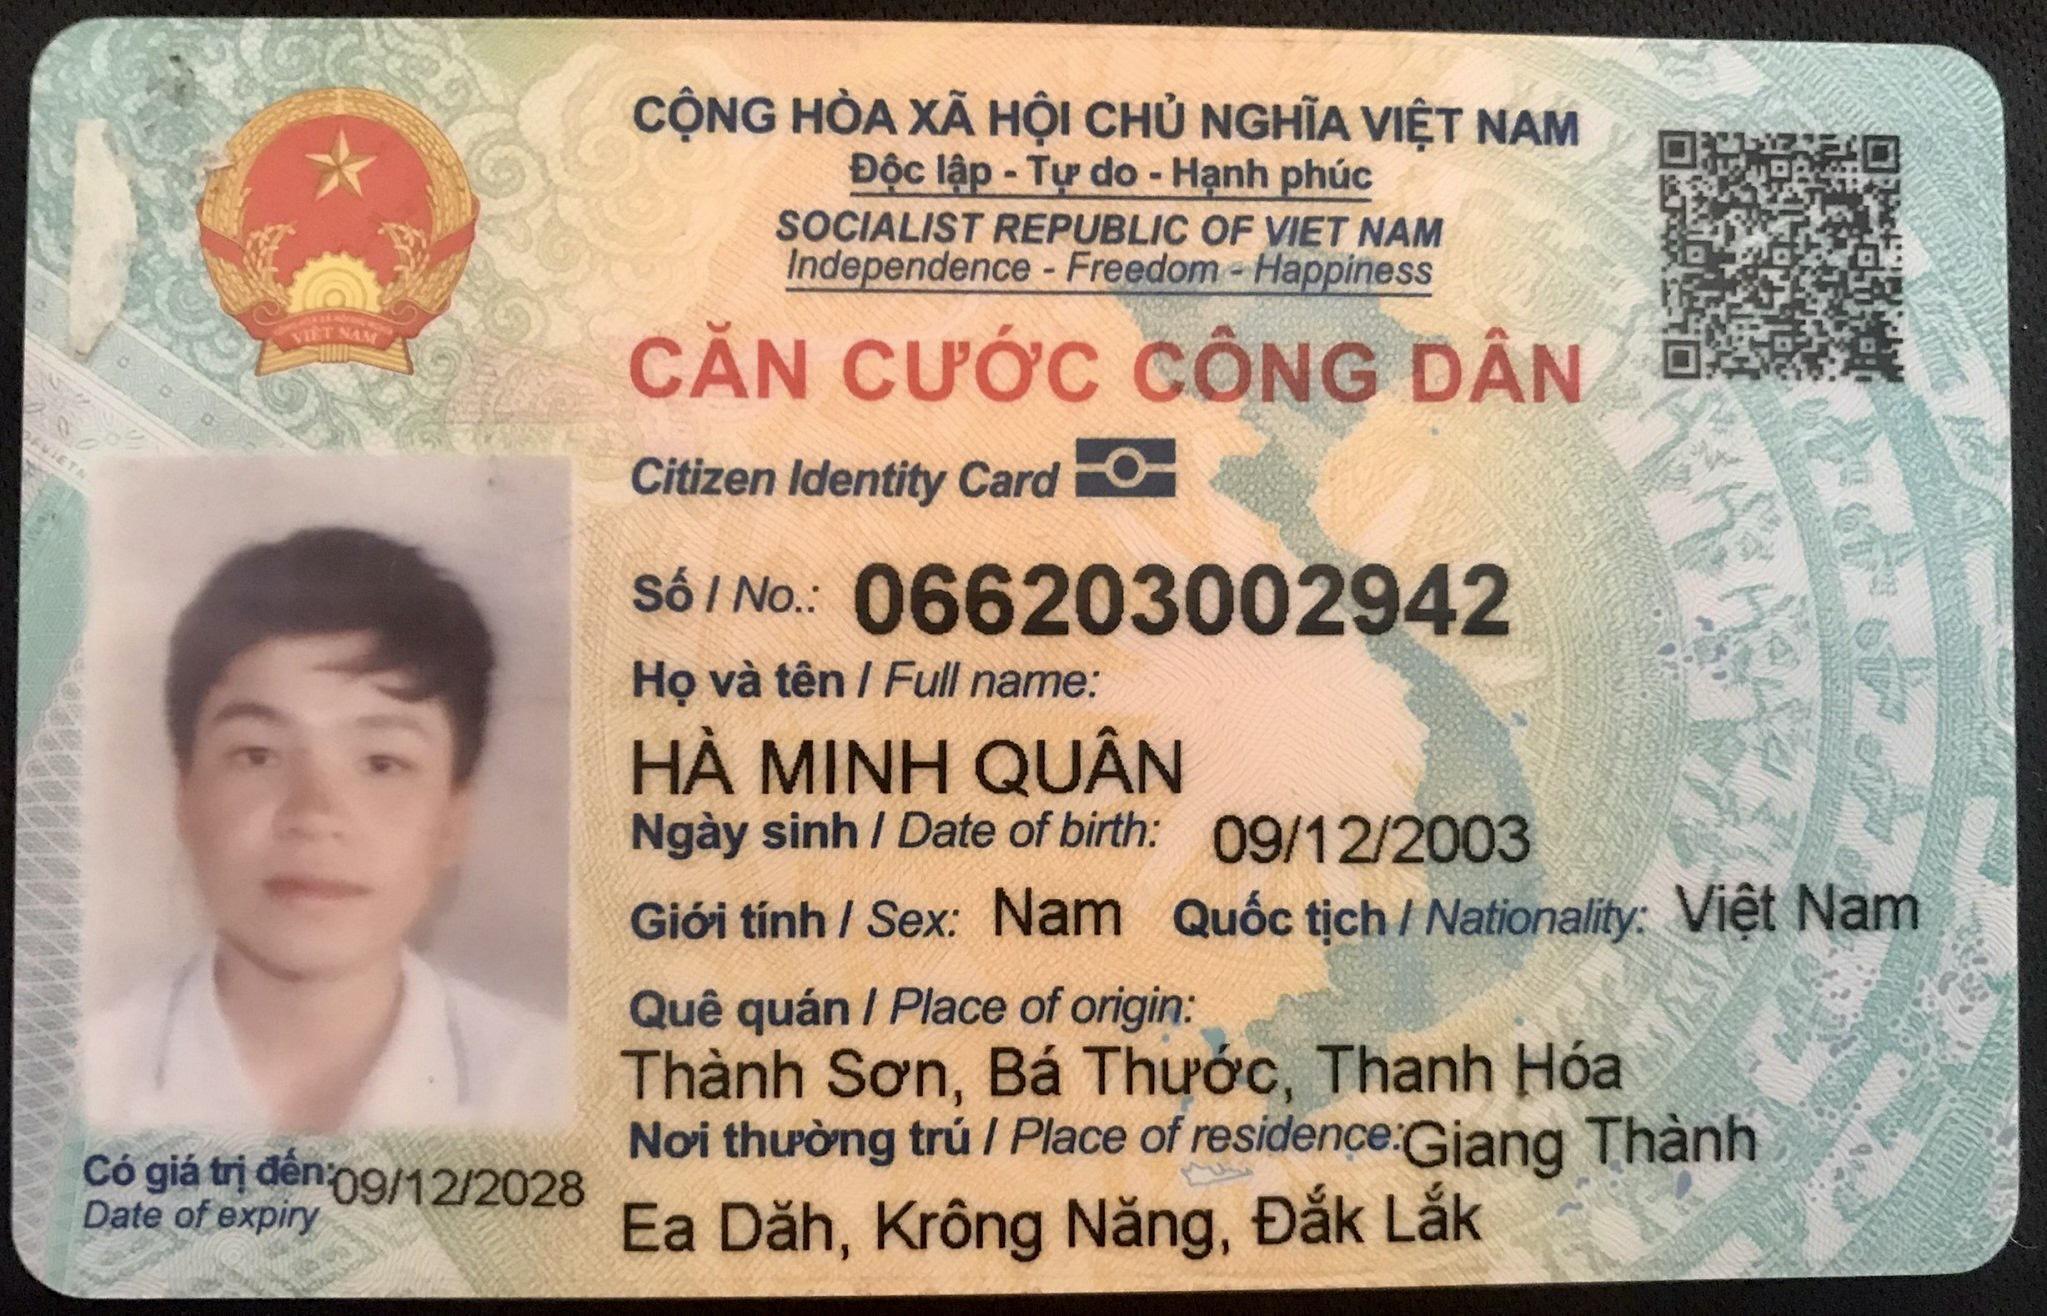 CỘNG HÒA XÃ HỘI CHỦ NGHĨA VIỆT NAM
Độc lập - Tự do - Hạnh phúc
SOCIALIST REPUBLIC OF VIET NAM
Independence - Freedom - Happiness
VIỆT NAM
CĂN CƯỚC CÔNG DÂN
Citizen Identity Card
Số / No.: 066203002942
Họ và tên / Full name:
HÀ MINH QUÂN
Ngày sinh / Date of birth: 09/12/2003
Giới tính / Sex: Nam Quốc tịch / Nationality: Việt Nam
Quê quán / Place of origin:
Thành Sơn, Bá Thước, Thanh Hóa
Nơi thường trú / Place of residence: Giang Thành
Ea Dăh, Krông Năng, Đắk Lắk
Có giá trị đến: 09/12/2028
Date of expiry